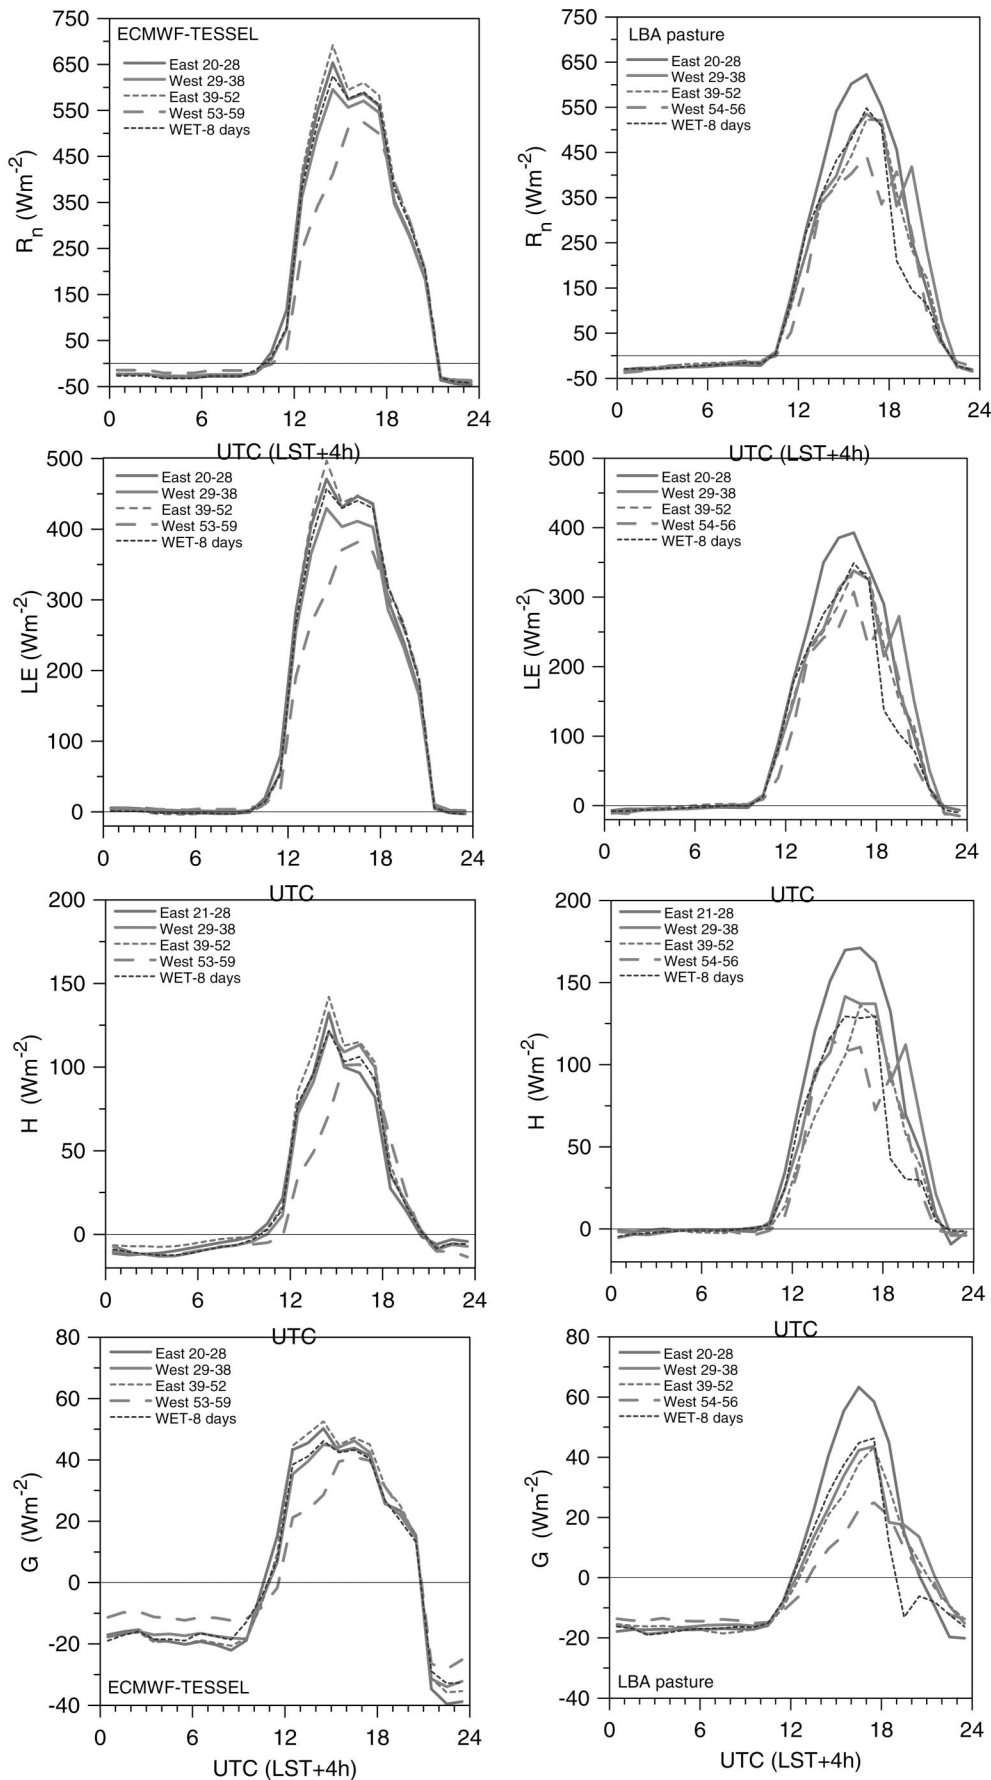 ECMWF-TESSEL
East 20-28
West 29-38
East 39-52
West 53-59
WET-8 days
750
650
550
450
350
250
150
50
-50
Rn (Wm-2)
0 6 12 18 24
UTC (LST+4h)
LBA pasture
East 20-28
West 29-38
East 39-52
West 54-56
WET-8 days
750
650
550
450
350
250
150
50
-50
Rn (Wm-2)
0 6 12 18 24
UTC (LST+4h)
East 20-28
West 29-38
East 39-52
West 53-59
WET-8 days
500
400
300
200
100
0
LE (Wm-2)
0 6 12 18 24
UTC
East 20-28
West 29-38
East 39-52
West 54-56
WET-8 days
500
400
300
200
100
0
LE (Wm-2)
0 6 12 18 24
UTC
East 21-28
West 29-38
East 39-52
West 53-59
WET-8 days
200
150
100
50
0
H (Wm-2)
0 6 12 18 24
UTC
East 21-28
West 29-38
East 39-52
West 54-56
WET-8 days
200
150
100
50
0
H (Wm-2)
0 6 12 18 24
UTC
East 20-28
West 29-38
East 39-52
West 53-59
WET-8 days
80
60
40
20
0
-20
-40
G (Wm-2)
ECMWF-TESSEL
0 6 12 18 24
UTC (LST+4h)
East 20-28
West 29-38
East 39-52
West 54-56
WET-8 days
80
60
40
20
0
-20
-40
G (Wm-2)
LBA pasture
0 6 12 18 24
UTC (LST+4h)